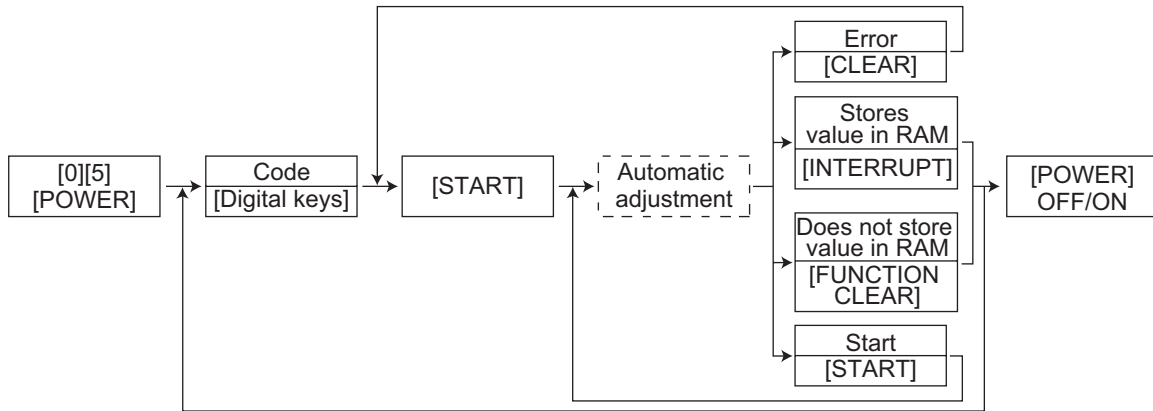 [0][5]
[POWER]
Code
[Digital keys]
[START]
Automatic
adjustment
Error
[CLEAR]
Stores
value in RAM
[INTERRUPT]
Does not store
value in RAM
[FUNCTION
CLEAR]
Start
[START]
[POWER]
OFF/ON